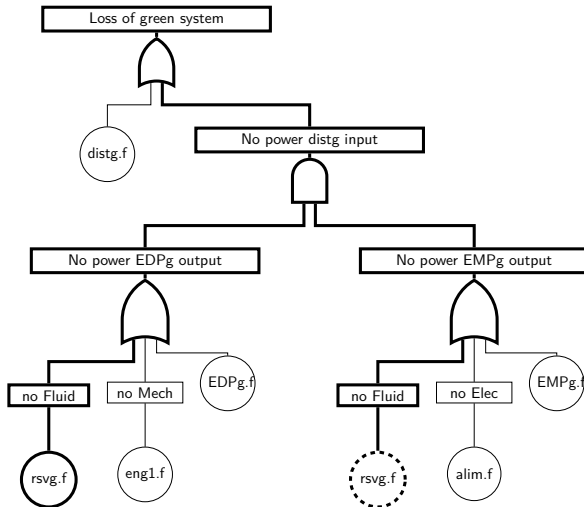 Loss of green system
distg.f
No power distg input
No power EDPg output
No power EMPg output
no Fluid
no Mech
EDPg.f
no Fluid
no Elec
EMPg.f
rsvg.f
eng1.f
rsvg.f
alim.f